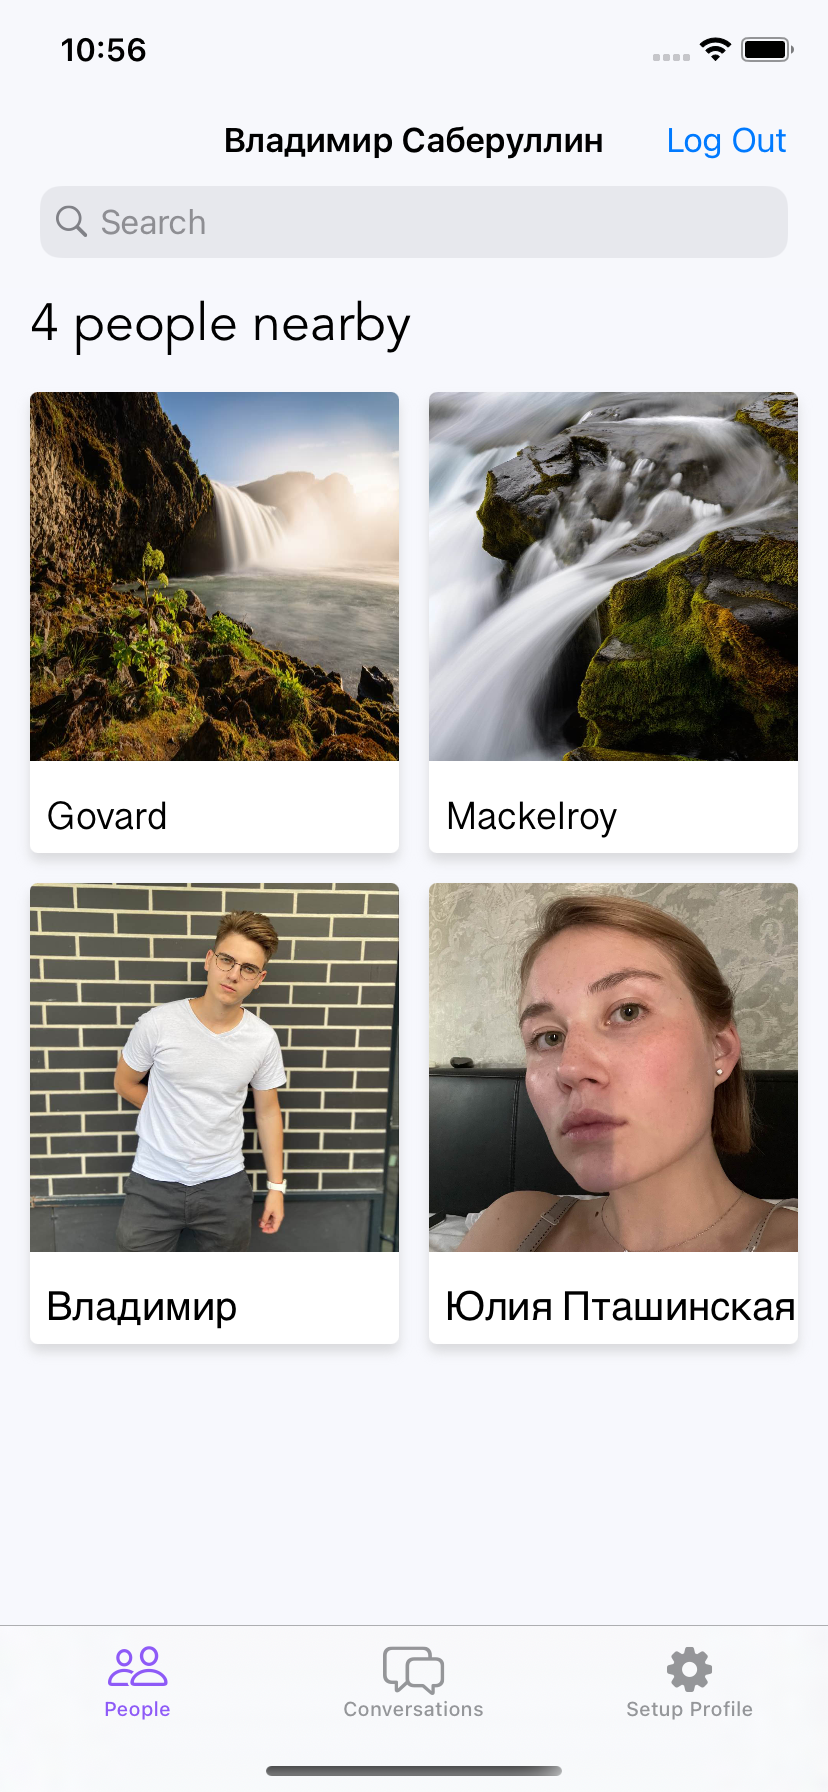 10:56
Владимир Саберуллин
Log Out
Search
4 people nearby
Govard
Mackelroy
Владимир
Юлия Пташинская
People
Conversations
Setup Profile